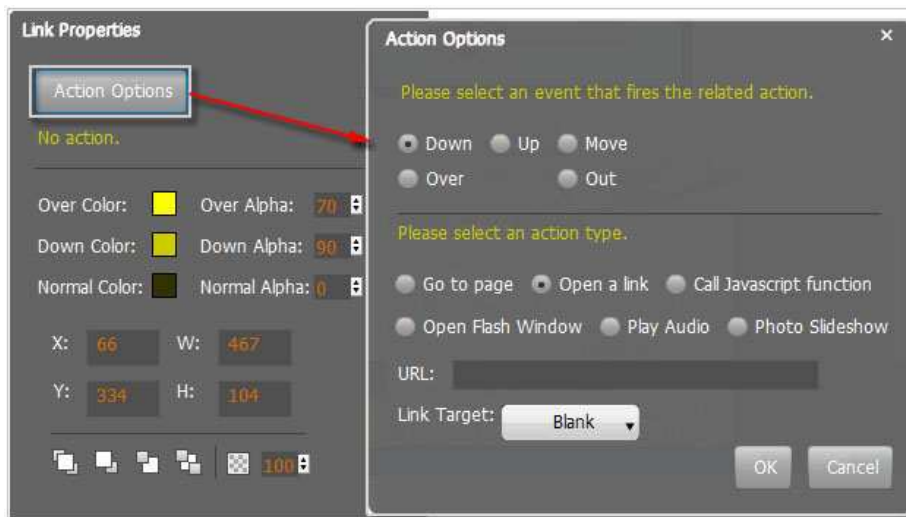 Link Properties
Action Options
No action.
Over Color: Over Alpha: 70
Down Color: Down Alpha: 90
Normal Color: Normal Alpha: 0
X: 66 W: 467
Y: 334 H: 104
100
Action Options ×
Please select an event that fires the related action.
Down Up Move
Over Out
Please select an action type.
Go to page Open a link Call Javascript function
Open Flash Window Play Audio Photo Slideshow
URL:
Link Target: Blank
OK Cancel